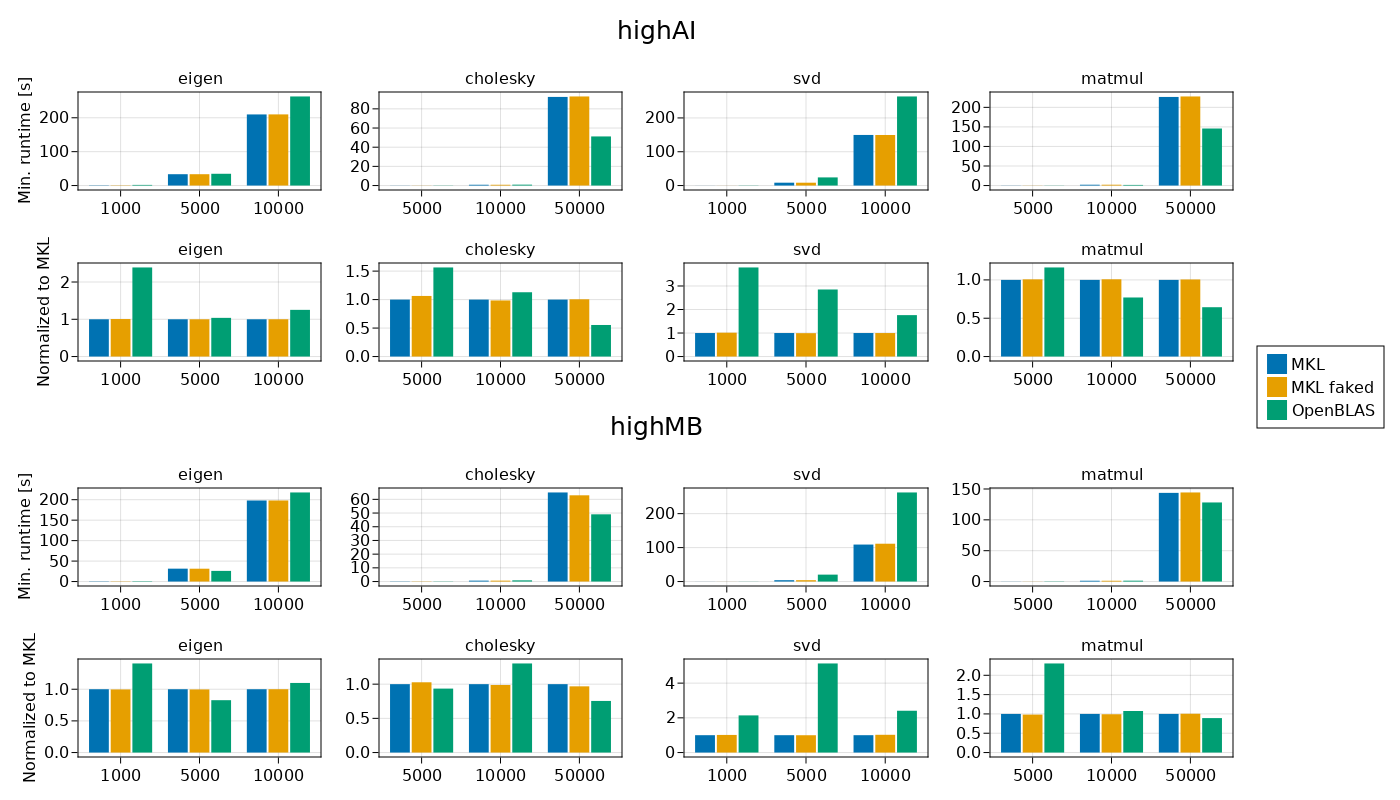 highAI
eigen cholesky svd matmul
Min. runtime [s]
200 100 0
80 60 40 20 0
200 100 0
200 150 100 50 0
1000 5000 10000
5000 10000 50000
1000 5000 10000
5000 10000 50000
eigen cholesky svd matmul
Normalized to MKL
2 1 0
1.5 1.0 0.5 0.0
3 2 1 0
1.0 0.5 0.0
1000 5000 10000
5000 10000 50000
1000 5000 10000
5000 10000 50000
MKL
MKL faked
OpenBLAS
highMB
eigen cholesky svd matmul
Min. runtime [s]
200 150 100 50 0
60 50 40 30 20 10 0
200 100 0
150 100 50 0
1000 5000 10000
5000 10000 50000
1000 5000 10000
5000 10000 50000
eigen cholesky svd matmul
Normalized to MKL
1.0 0.5 0.0
1.0 0.5 0.0
4 2 0
2.0 1.5 1.0 0.5 0.0
1000 5000 10000
5000 10000 50000
1000 5000 10000
5000 10000 50000